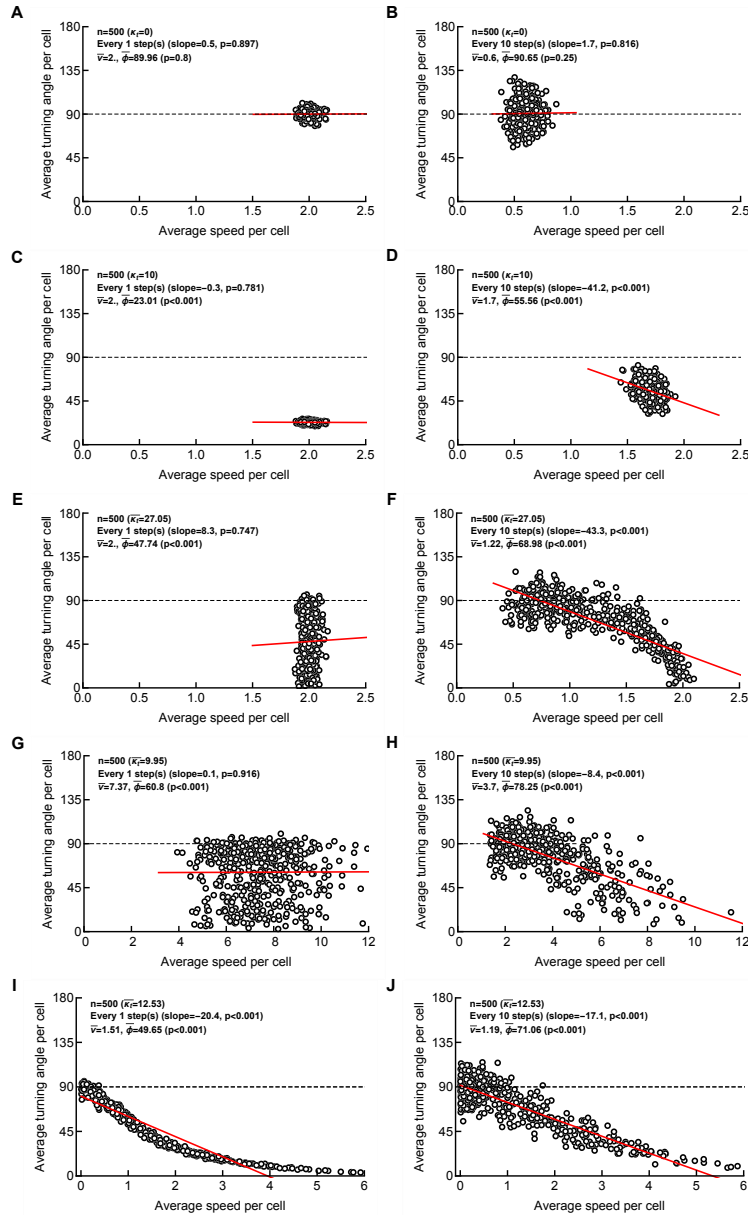 A
n=500 (κₜ=0)
Every 1 step(s) (slope=0.5, p=0.897)
v̅=2., ϕ̅=89.96 (p=0.8)
Average turning angle per cell
180
135
90
45
0
0.0 0.5 1.0 1.5 2.0 2.5
Average speed per cell
B
n=500 (κₜ=0)
Every 10 step(s) (slope=1.7, p=0.816)
v̅=0.6, ϕ̅=90.65 (p=0.25)
Average turning angle per cell
180
135
90
45
0
0.0 0.5 1.0 1.5 2.0 2.5
Average speed per cell
C
n=500 (κₜ=10)
Every 1 step(s) (slope=−0.3, p=0.781)
v̅=2., ϕ̅=23.01 (p<0.001)
Average turning angle per cell
180
135
90
45
0
0.0 0.5 1.0 1.5 2.0 2.5
Average speed per cell
D
n=500 (κₜ=10)
Every 10 step(s) (slope=−41.2, p<0.001)
v̅=1.7, ϕ̅=55.56 (p<0.001)
Average turning angle per cell
180
135
90
45
0
0.0 0.5 1.0 1.5 2.0 2.5
Average speed per cell
E
n=500 (κₜ̅=27.05)
Every 1 step(s) (slope=8.3, p=0.747)
v̅=2., ϕ̅=47.74 (p<0.001)
Average turning angle per cell
180
135
90
45
0
0.0 0.5 1.0 1.5 2.0 2.5
Average speed per cell
F
n=500 (κₜ̅=27.05)
Every 10 step(s) (slope=−43.3, p<0.001)
v̅=1.22, ϕ̅=68.98 (p<0.001)
Average turning angle per cell
180
135
90
45
0
0.0 0.5 1.0 1.5 2.0 2.5
Average speed per cell
G
n=500 (κₜ̅=9.95)
Every 1 step(s) (slope=0.1, p=0.916)
v̅=7.37, ϕ̅=60.8 (p<0.001)
Average turning angle per cell
180
135
90
45
0
0 2 4 6 8 10 12
Average speed per cell
H
n=500 (κₜ̅=9.95)
Every 10 step(s) (slope=−8.4, p<0.001)
v̅=3.7, ϕ̅=78.25 (p<0.001)
Average turning angle per cell
180
135
90
45
0
0 2 4 6 8 10 12
Average speed per cell
I
n=500 (κₜ̅=12.53)
Every 1 step(s) (slope=−20.4, p<0.001)
v̅=1.51, ϕ̅=49.65 (p<0.001)
Average turning angle per cell
180
135
90
45
0
0 1 2 3 4 5 6
Average speed per cell
J
n=500 (κₜ̅=12.53)
Every 10 step(s) (slope=−17.1, p<0.001)
v̅=1.19, ϕ̅=71.06 (p<0.001)
Average turning angle per cell
180
135
90
45
0
0 1 2 3 4 5 6
Average speed per cell